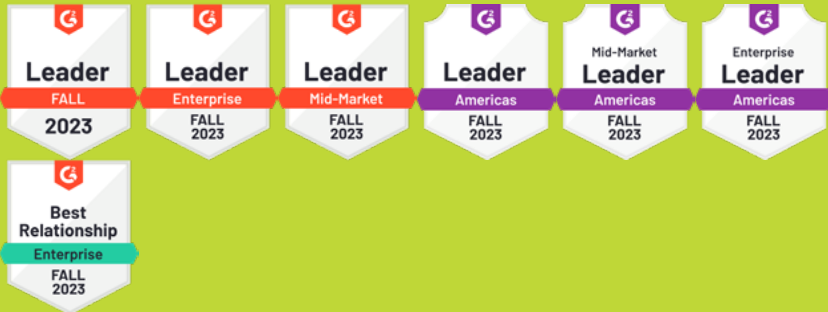 Leader
FALL
2023
Leader
Enterprise
FALL
2023
Leader
Mid-Market
FALL
2023
Leader
Americas
FALL
2023
Mid-Market
Leader
Americas
FALL
2023
Enterprise
Leader
Americas
FALL
2023
Best
Relationship
Enterprise
FALL
2023